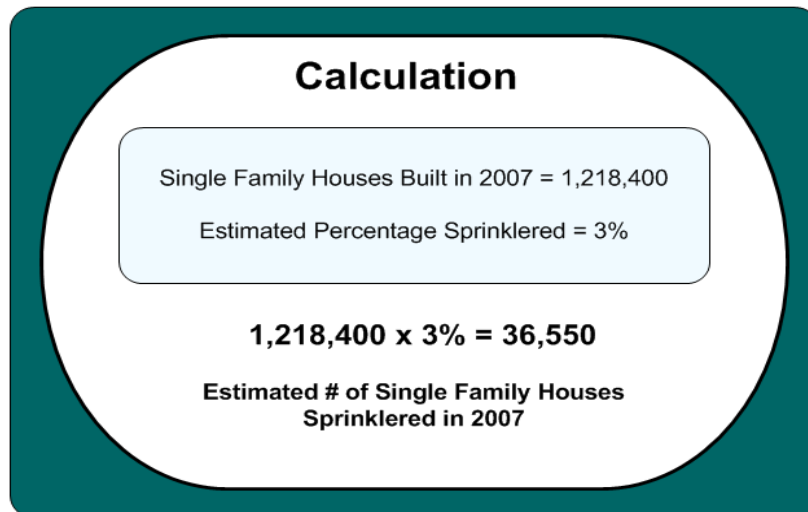 Calculation
Single Family Houses Built in 2007 = 1,218,400
Estimated Percentage Sprinklered = 3%
1,218,400 x 3% = 36,550
Estimated # of Single Family Houses
Sprinklered in 2007